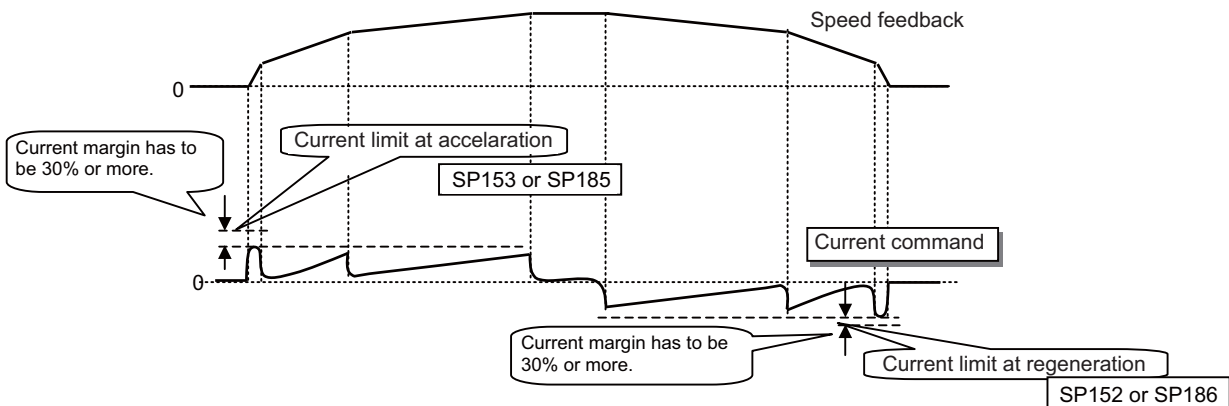 Speed feedback
0
Current margin has to
be 30% or more.
Current limit at accelaration
SP153 or SP185
Current command
0
Current margin has to be
30% or more.
Current limit at regeneration
SP152 or SP186